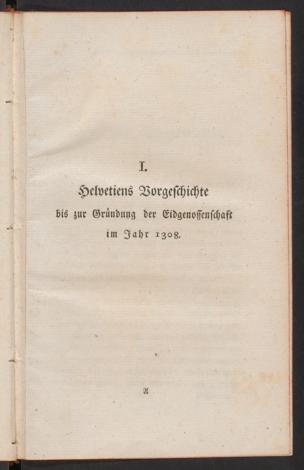 I.
Helvetiens Vorgeschichte
bis zur Gründung der Eidgenossenschaft
im Jahr 1308.
A